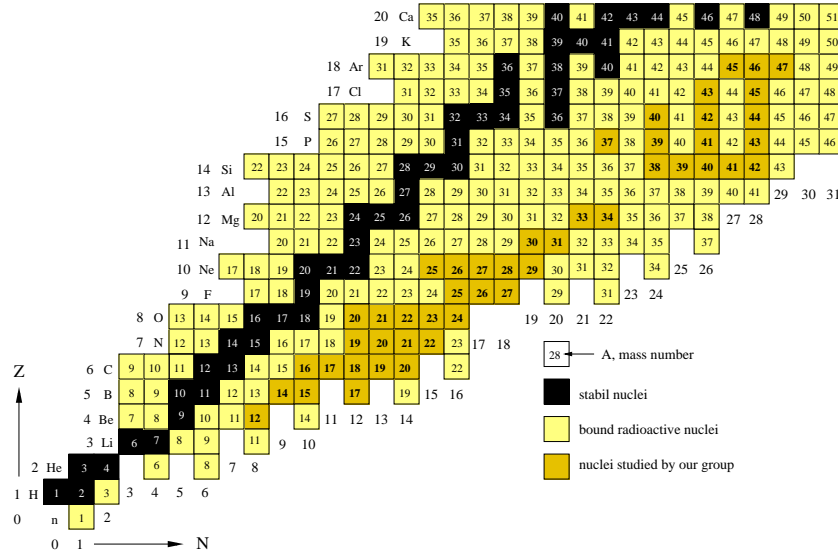 20 Ca 35 36 37 38 39 40 41 42 43 44 45 46 47 48 49 50 51
19 K 35 36 37 38 39 40 41 42 43 44 45 46 47 48 49 50
18 Ar 31 32 33 34 35 36 37 38 39 40 41 42 43 44 45 46 47 48 49
17 Cl 31 32 33 34 35 36 37 38 39 40 41 42 43 44 45 46 47 48
16 S 27 28 29 30 31 32 33 34 35 36 37 38 39 40 41 42 43 44 45 46 47
15 P 26 27 28 29 30 31 32 33 34 35 36 37 38 39 40 41 42 43 44 45 46
14 Si 22 23 24 25 26 27 28 29 30 31 32 33 34 35 36 37 38 39 40 41 42 43
13 Al 22 23 24 25 26 27 28 29 30 31 32 33 34 35 36 37 38 39 40 41 29 30 31
12 Mg 20 21 22 23 24 25 26 27 28 29 30 31 32 33 34 35 36 37 38 27 28
11 Na 20 21 22 23 24 25 26 27 28 29 30 31 32 33 34 35 37
10 Ne 17 18 19 20 21 22 23 24 25 26 27 28 29 30 31 32 34 25 26
9 F 17 18 19 20 21 22 23 24 25 26 27 29 31 23 24
8 O 13 14 15 16 17 18 19 20 21 22 23 24 19 20 21 22
7 N 12 13 14 15 16 17 18 19 20 21 22 23 17 18
28 A, mass number
6 C 9 10 11 12 13 14 15 16 17 18 19 20 22
Z
5 B 8 9 10 11 12 13 14 15 17 19 15 16
stabil nuclei
4 Be 7 8 9 10 11 12 14 11 12 13 14
bound radioactive nuclei
3 Li 6 7 8 9 11 9 10
2 He 3 4 6 8 7 8
nuclei studied by our group
1 H 1 2 3 3 4 5 6
0 n 1 2
0 1 N